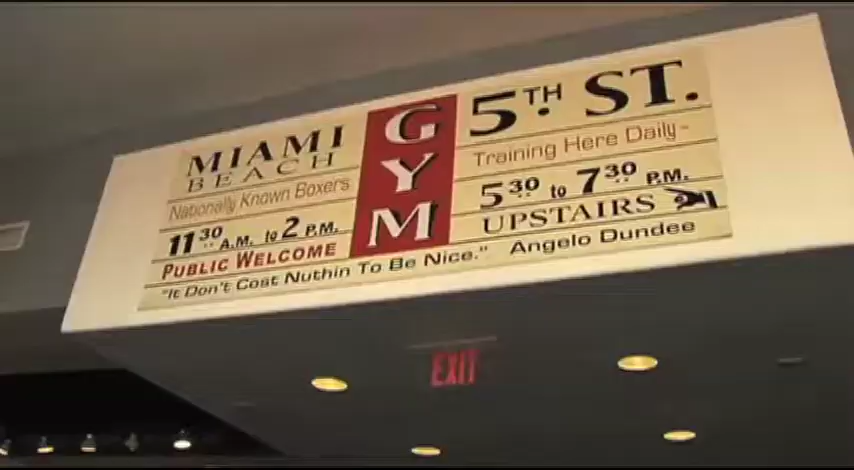 MIAMI
BEACH
GYM
5TH ST.
Nationally Known Boxers
Training Here Daily-
11:30 A.M. to 2 P.M.
5:30 to 7:30 P.M.
PUBLIC WELCOME
UPSTAIRS
"It Don't Cost Nuthin To Be Nice." Angelo Dundee
EXIT